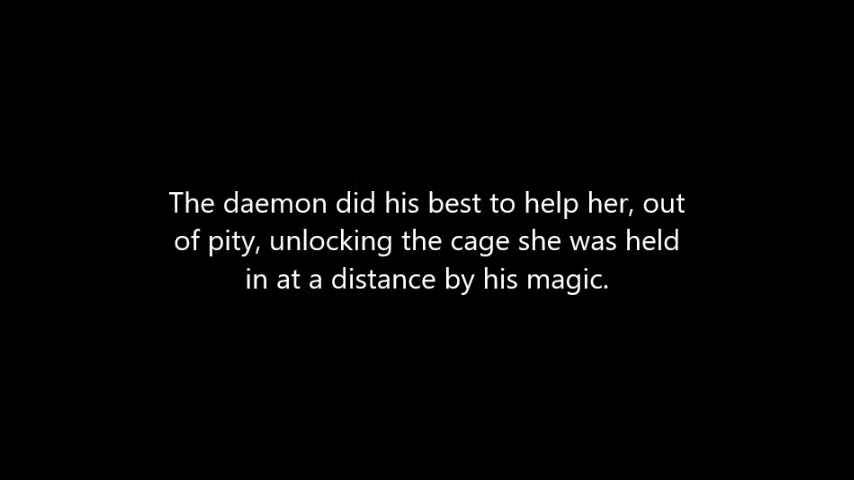 The daemon did his best to help her, out
of pity, unlocking the cage she was held
in at a distance by his magic.